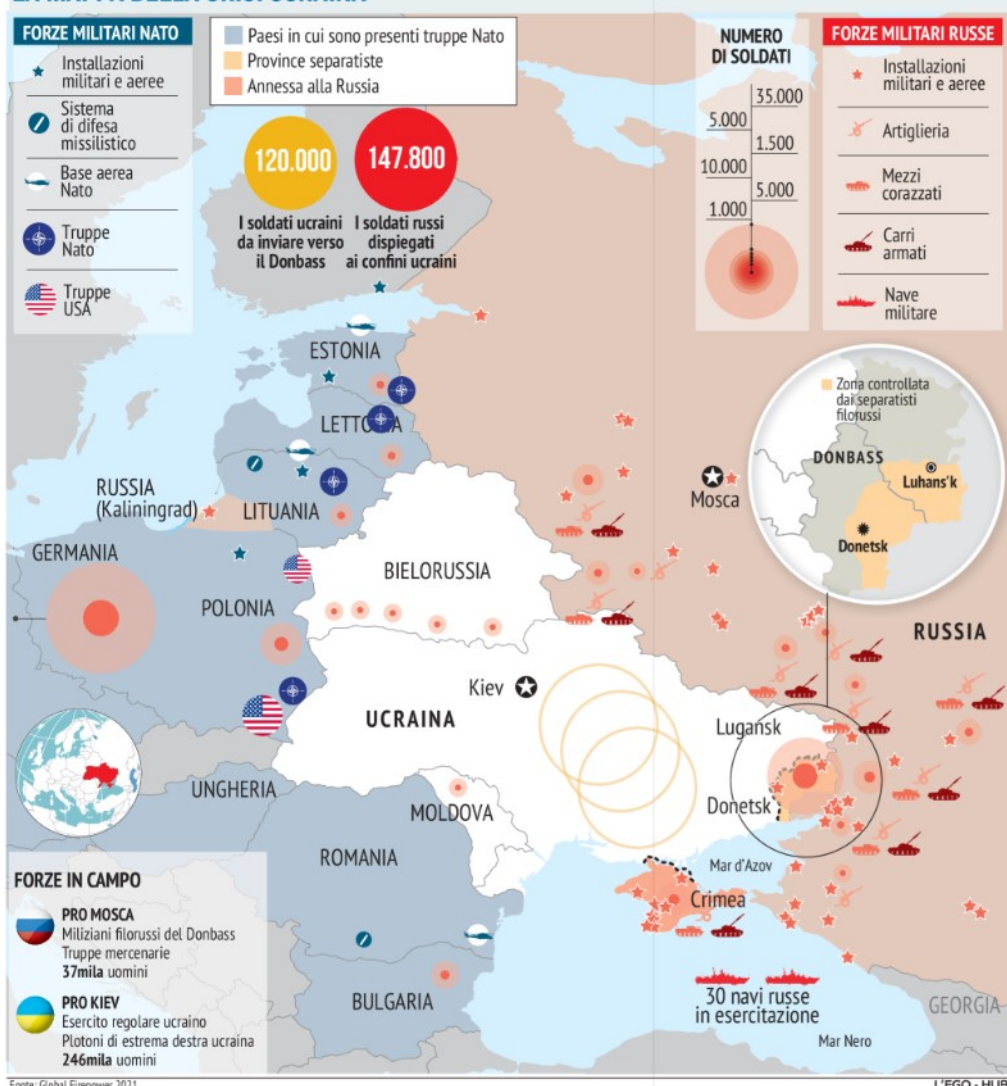 LA MAPPA DELLA CRISI UCRAINA
FORZE MILITARI NATO
Installazioni
militari e aeree
Sistema
di difesa
missilistico
Base aerea
Nato
Truppe
Nato
Truppe
USA
Paesi in cui sono presenti truppe Nato
Province separatiste
Annessa alla Russia
120.000
I soldati ucraini
da inviare verso
il Donbass
147.800
I soldati russi
dispiegati
ai confini ucraini
NUMERO
DI SOLDATI
35.000
5.000
1.500
10.000
5.000
1.000
FORZE MILITARI RUSSE
Installazioni
militari e aeree
Artiglieria
Mezzi
corazzati
Carri
armati
Nave
militare
ESTONIA
LETTONIA
RUSSIA
(Kaliningrad)
LITUANIA
GERMANIA
POLONIA
BIELORUSSIA
Mosca
Zona controllata
dai separatisti
filorussi
DONBASS
Luhans'k
Donetsk
RUSSIA
Kiev
UCRAINA
Lugansk
Donetsk
UNGHERIA
MOLDOVA
ROMANIA
Mar d'Azov
Crimea
BULGARIA
30 navi russe
in esercitazione
Mar Nero
GEORGIA
FORZE IN CAMPO
PRO MOSCA
Miliziani filorussi del Donbass
Truppe mercenarie
37mila uomini
PRO KIEV
Esercito regolare ucraino
Plotoni di estrema destra ucraina
246mila uomini
Fonte: Global Firepower 2021
L'EGO - HUB